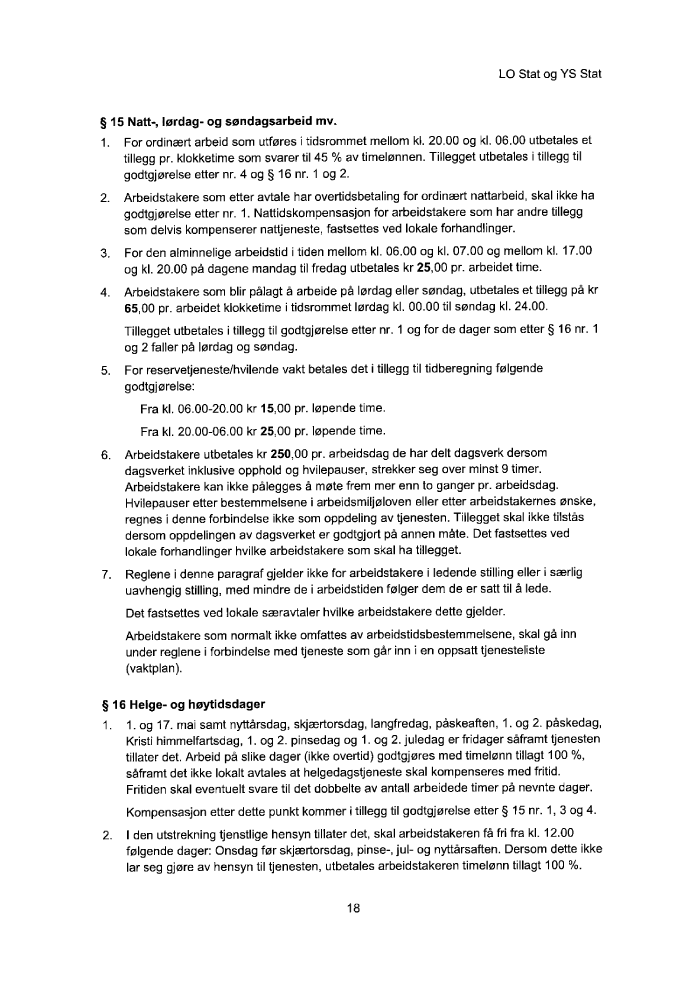 LO Stat og YS Stat
§ 15 Natt-, lørdag- og søndagsarbeid mv.
1. For ordinært arbeid som utføres i tidsrommet mellom kl. 20.00 og kl. 06.00 utbetales et
tillegg pr. klokketime som svarer til 45 % av timelønnen. Tillegget utbetales i tillegg til
godtgjørelse etter nr. 4 og § 16 nr. 1 og 2.
2. Arbeidstakere som etter avtale har overtidsbetaling for ordinært nattarbeid, skal ikke ha
godtgjørelse etter nr. 1. Nattidskompensasjon for arbeidstakere som har andre tillegg
som delvis kompenserer nattjeneste, fastsettes ved lokale forhandlinger.
3. For den alminnelige arbeidstid i tiden mellom kl. 06.00 og kl. 07.00 og mellom kl. 17.00
og kl. 20.00 på dagene mandag til fredag utbetales kr 25,00 pr. arbeidet time.
4. Arbeidstakere som blir pålagt å arbeide på lørdag eller søndag, utbetales et tillegg på kr
65,00 pr. arbeidet klokketime i tidsrommet lørdag kl. 00.00 til søndag kl. 24.00.
Tillegget utbetales i tillegg til godtgjørelse etter nr. 1 og for de dager som etter § 16 nr. 1
og 2 faller på lørdag og søndag.
5. For reservetjeneste/hvilende vakt betales det i tillegg til tidberegning følgende
godtgjørelse:
Fra kl. 06.00-20.00 kr 15,00 pr. løpende time.
Fra kl. 20.00-06.00 kr 25,00 pr. løpende time.
6. Arbeidstakere utbetales kr 250,00 pr. arbeidsdag de har delt dagsverk dersom
dagsverket inklusive opphold og hvilepauser, strekker seg over minst 9 timer.
Arbeidstakere kan ikke pålegges å møte frem mer enn to ganger pr. arbeidsdag.
Hvilepauser etter bestemmelsene i arbeidsmiljøloven eller etter arbeidstakernes ønske,
regnes i denne forbindelse ikke som oppdeling av tjenesten. Tillegget skal ikke tilstås
dersom oppdelingen av dagsverket er godtgjort på annen måte. Det fastsettes ved
lokale forhandlinger hvilke arbeidstakere som skal ha tillegget.
7. Reglene i denne paragraf gjelder ikke for arbeidstakere i ledende stilling eller i særlig
uavhengig stilling, med mindre de i arbeidstiden følger dem de er satt til å lede.
Det fastsettes ved lokale særavtaler hvilke arbeidstakere dette gjelder.
Arbeidstakere som normalt ikke omfattes av arbeidstidsbestemmelsene, skal gå inn
under reglene i forbindelse med tjeneste som går inn i en oppsatt tjenesteliste
(vaktplan).
§ 16 Helge- og høytidsdager
1. 1. og 17. mai samt nyttårsdag, skjærtorsdag, langfredag, påskeaften, 1. og 2. påskedag,
Kristi himmelfartsdag, 1. og 2. pinsedag og 1. og 2. juledag er fridager såframt tjenesten
tillater det. Arbeid på slike dager (ikke overtid) godtgjøres med timelønn tillagt 100 %,
såframt det ikke lokalt avtales at helgedagstjeneste skal kompenseres med fritid.
Fritiden skal eventuelt svare til det dobbelte av antall arbeidede timer på nevnte dager.
Kompensasjon etter dette punkt kommer i tillegg til godtgjørelse etter § 15 nr. 1, 3 og 4.
2. I den utstrekning tjenstlige hensyn tillater det, skal arbeidstakeren få fri fra kl. 12.00
følgende dager: Onsdag før skjærtorsdag, pinse-, jul- og nyttårsaften. Dersom dette ikke
lar seg gjøre av hensyn til tjenesten, utbetales arbeidstakeren timelønn tillagt 100 %.
18